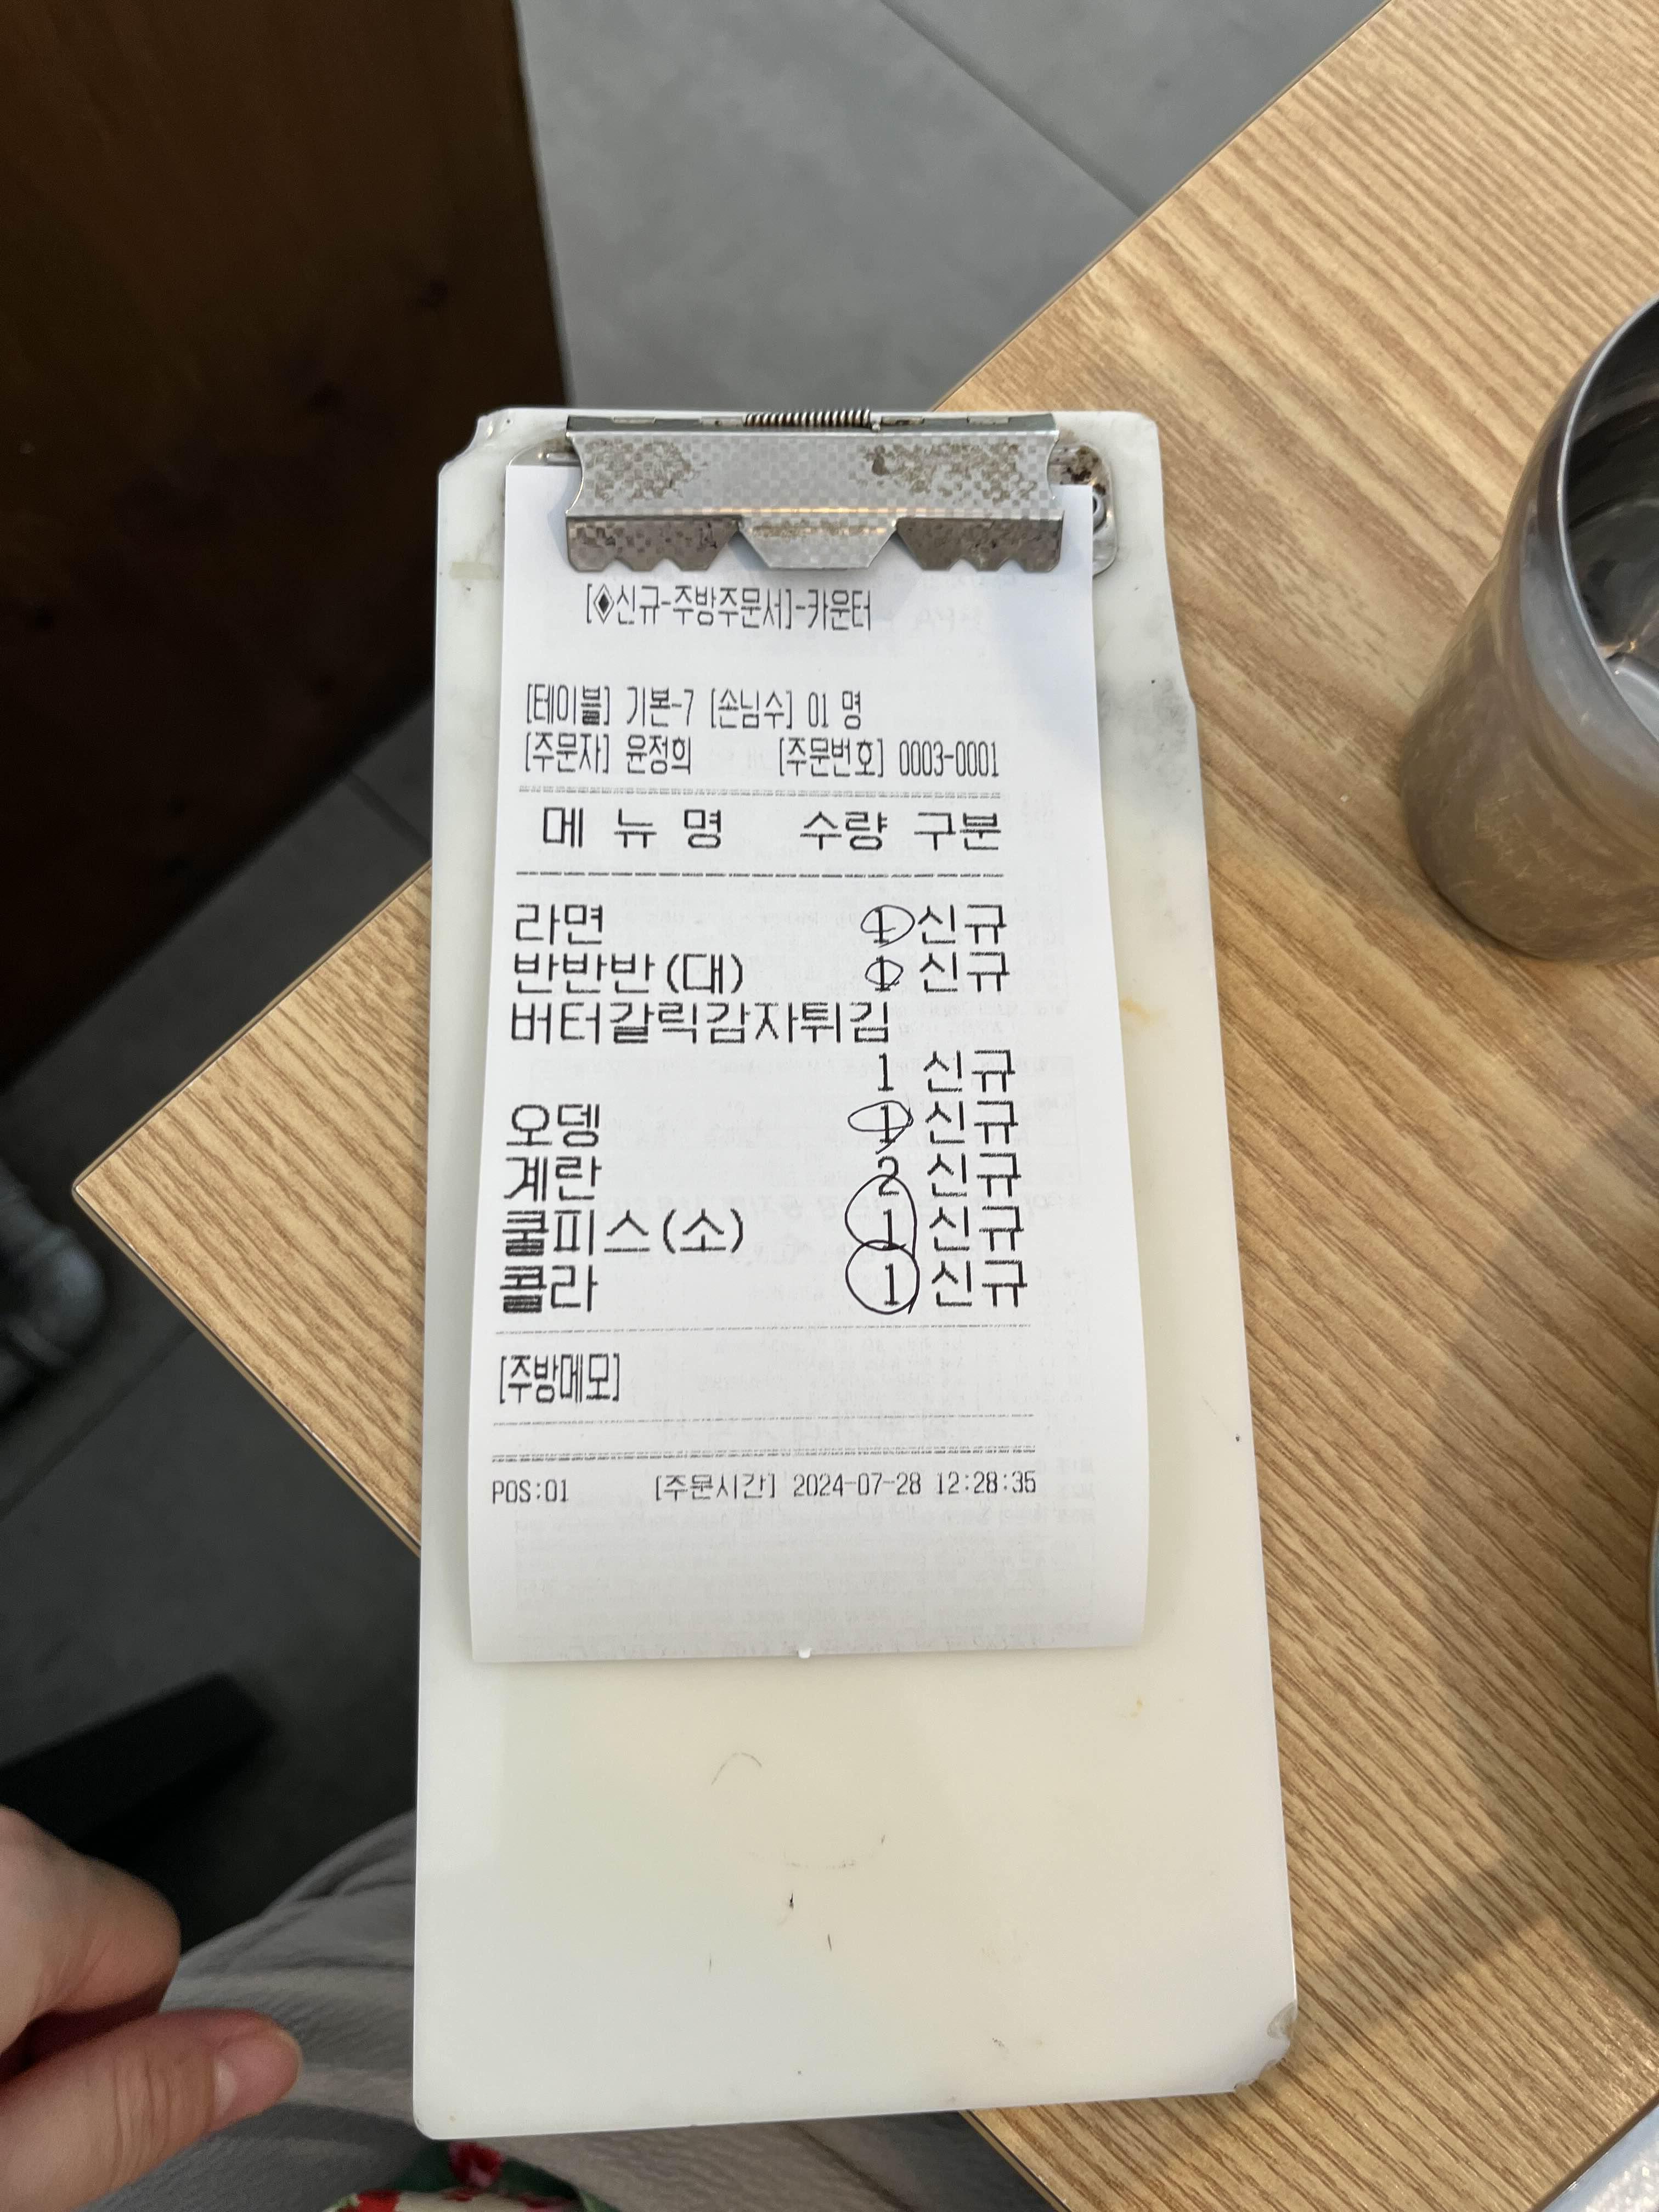 [◈신규-주방주문서]-카운터
[테이블] 기본-7 [손님수] 01 명
[주문자] 윤정희 [주문번호] 0003-0001
메 뉴 명 수량 구분
라면 1 신규
반반반(대) 1 신규
버터갈릭감자튀김
1 신규
오뎅 1 신규
계란 2 신규
쿨피스(소) 1 신규
콜라 1 신규
[주방메모]
POS:01 [주문시간] 2024-07-28 12:28:35